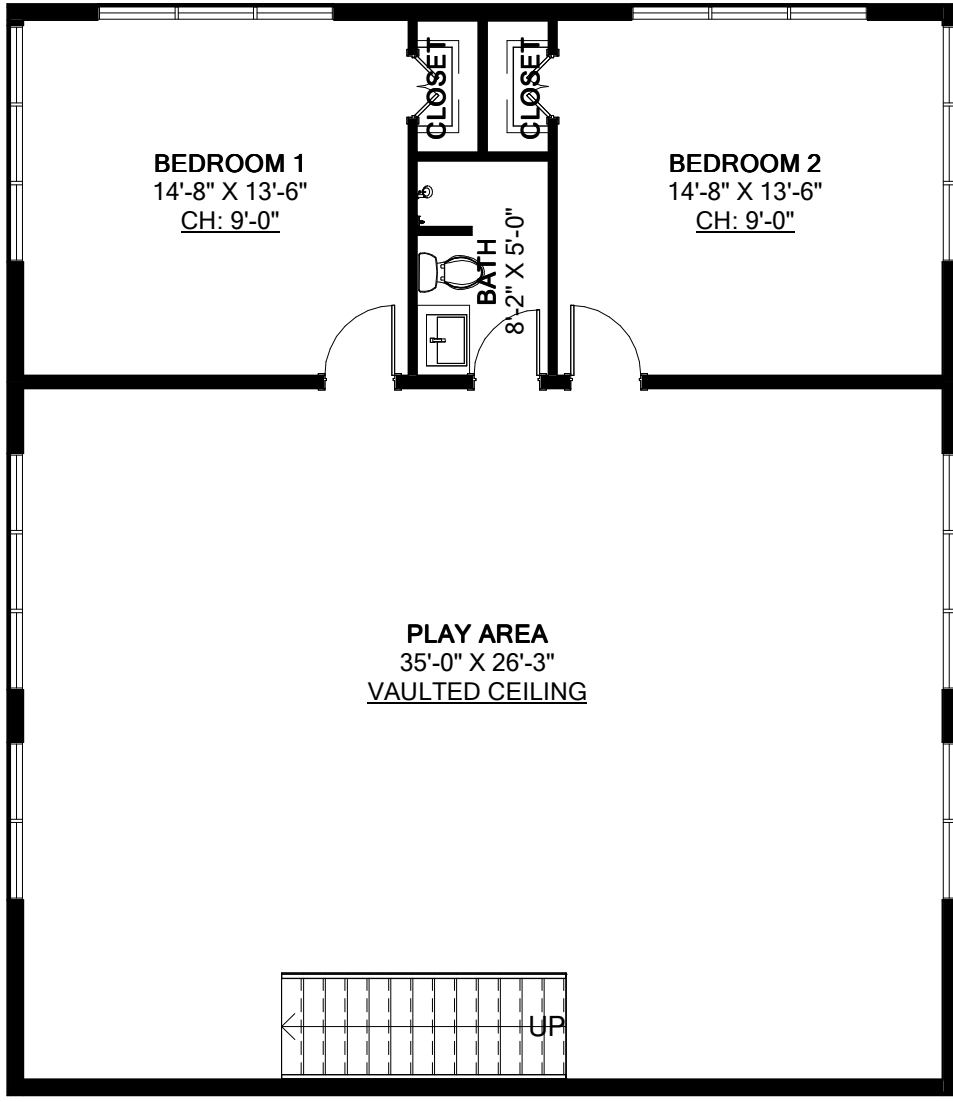 CLOSET
CLOSET
BEDROOM 1
14'-8" X 13'-6"
CH: 9'-0"
BEDROOM 2
14'-8" X 13'-6"
CH: 9'-0"
BATH
8'-2" X 5'-0"
PLAY AREA
35'-0" X 26'-3"
VAULTED CEILING
UP